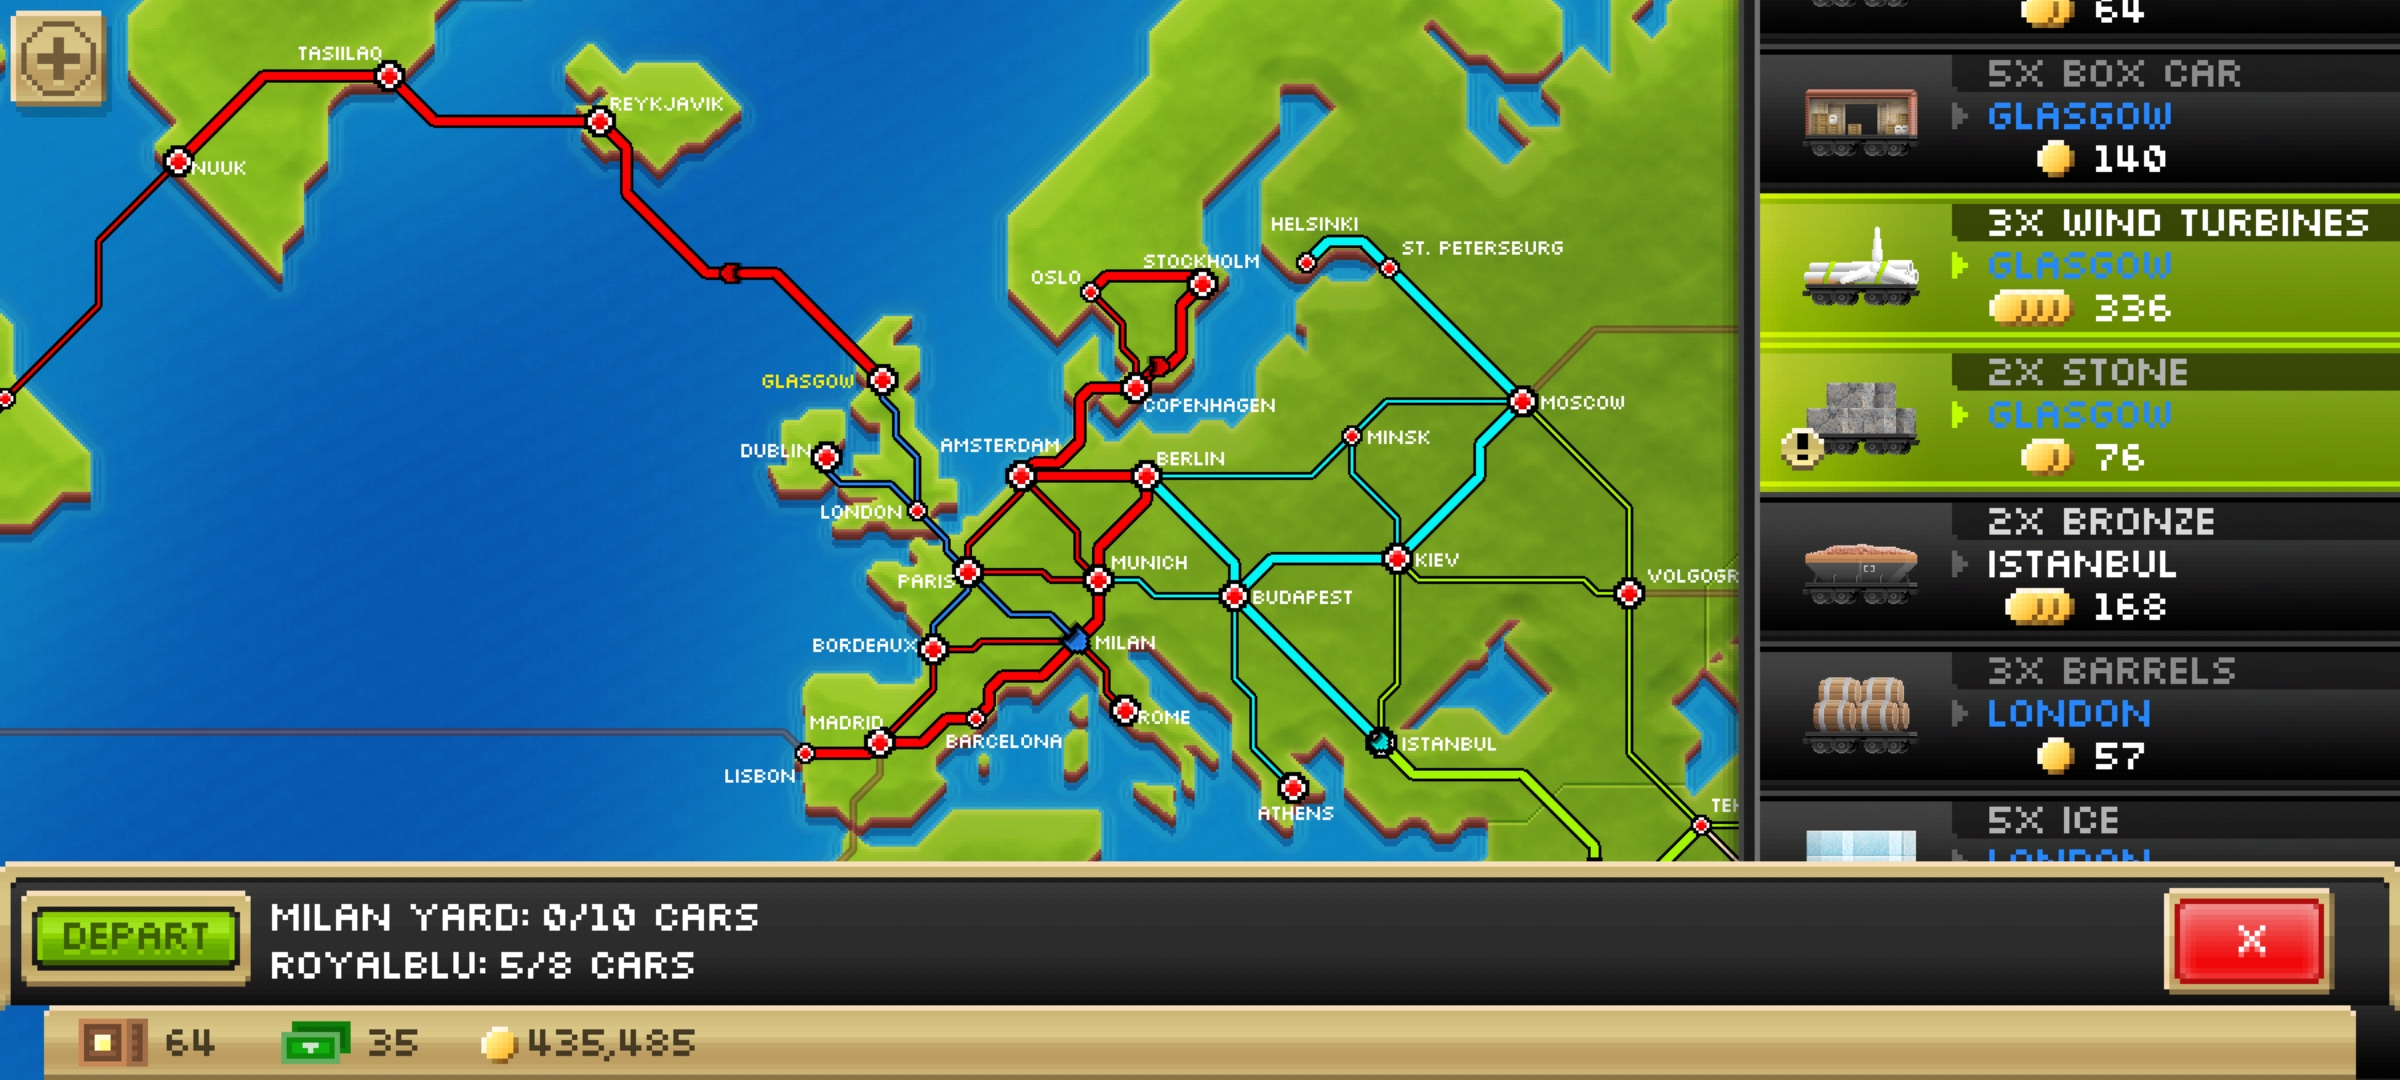 TASIILAQ
REYKJAVIK
NUUK
HELSINKI
ST. PETERSBURG
STOCKHOLM
OSLO
GLASGOW
COPENHAGEN
MOSCOW
MINSK
AMSTERDAM
BERLIN
DUBLIN
LONDON
MUNICH
KIEV
PARIS
BUDAPEST
VOLGOGR
BORDEAUX
MILAN
MADRID
ROME
BARCELONA
ISTANBUL
LISBON
TEH
ATHENS
64
5X BOX CAR
GLASGOW
140
3X WIND TURBINES
GLASGOW
336
2X STONE
GLASGOW
76
2X BRONZE
ISTANBUL
168
3X BARRELS
LONDON
57
5X ICE
LONDON
DEPART
MILAN YARD: 0/10 CARS
ROYALBLU: 5/8 CARS
X
64
35
435,485